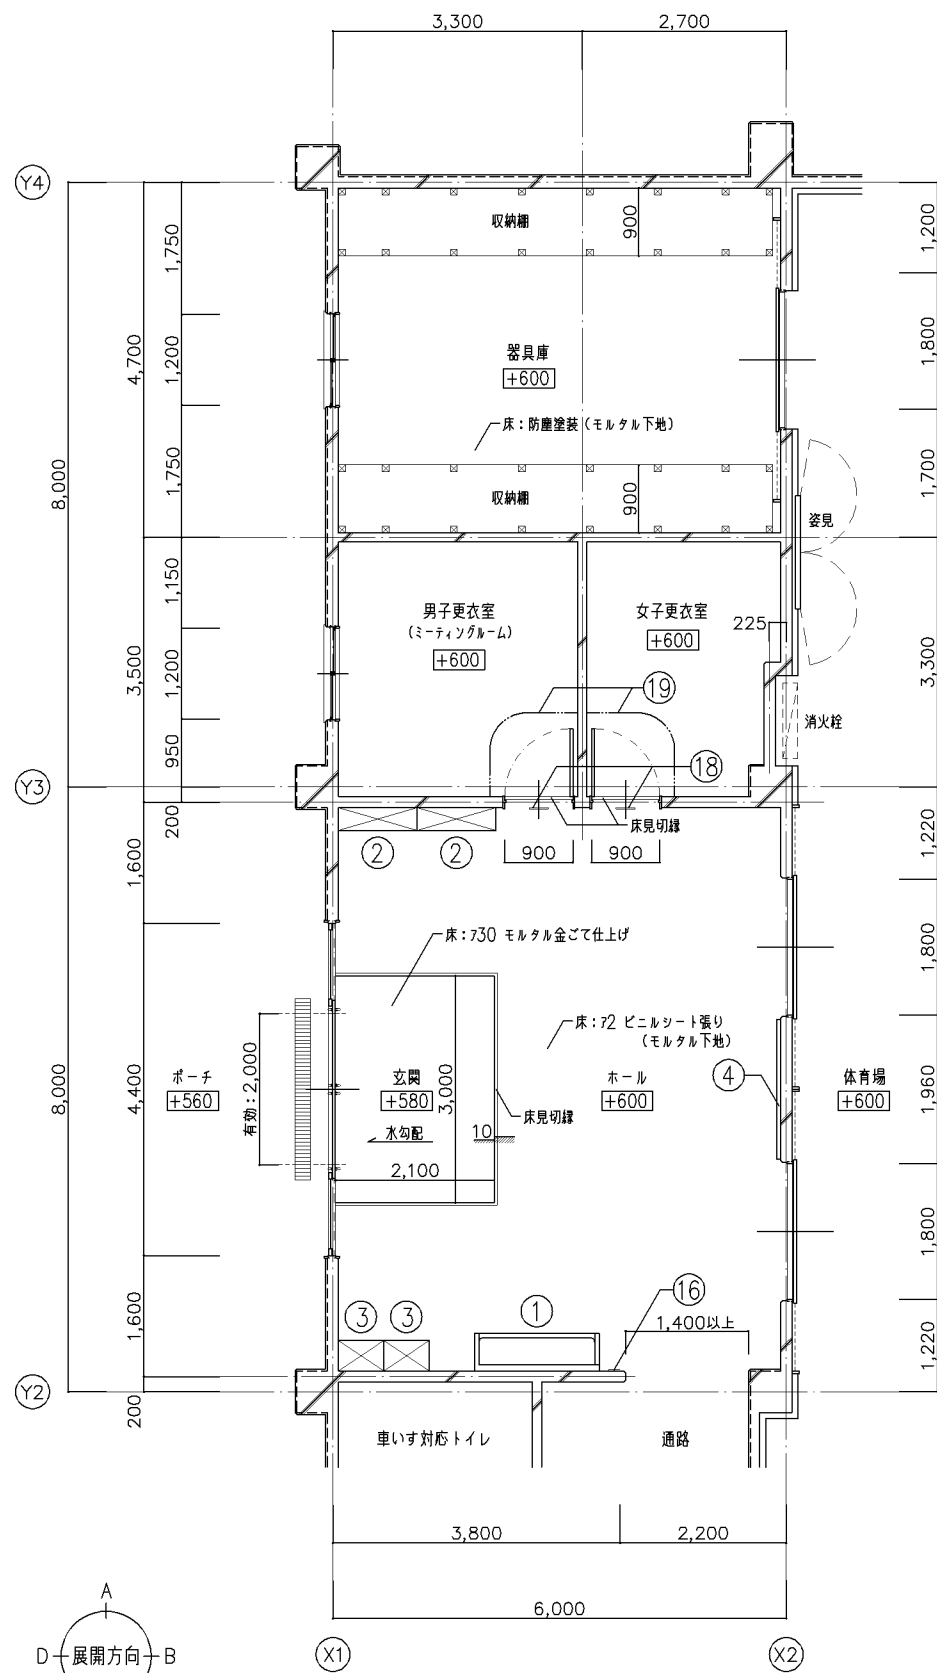 3,300
2,700
Y4
収納棚
900
1,200
1,750
器具庫
+600
1,800
4,700
1,200
床：防塵塗装（モルタル下地）
8,000
1,750
収納棚
900
1,700
姿見
1,150
男子更衣室
（ミーティングルーム）
+600
女子更衣室
+600
225
3,500
1,200
3,300
19
消火栓
950
18
Y3
200
床見切縁
2
2
900
900
1,220
1,600
床：ｱ30 モルタル金ごて仕上げ
1,800
床：ｱ2 ビニルシート張り
（モルタル下地）
8,000
4,400
ポーチ
+560
有効：2,000
玄関
+580
3,000
水勾配
10
床見切縁
2,100
ホール
+600
4
体育場
+600
1,960
1,800
16
1,600
3
3
1
1,400以上
1,220
Y2
200
車いす対応トイレ
通路
3,800
2,200
6,000
A
D
展開方向
B
X1
X2